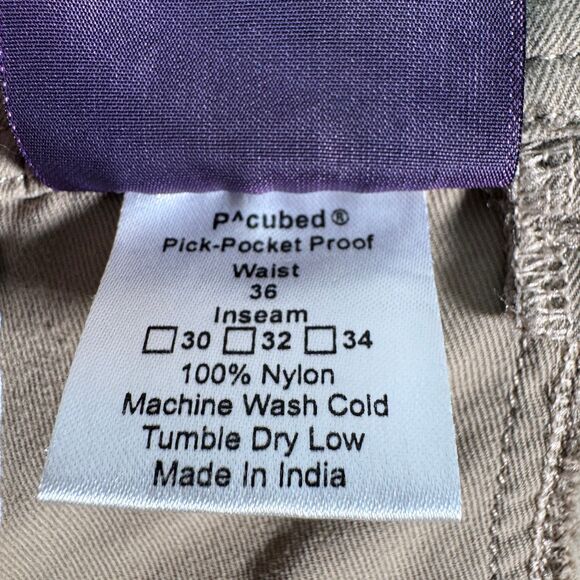 P^cubed®
Pick-Pocket Proof
Waist
36
Inseam
☐30 ☐32 ☐34
100% Nylon
Machine Wash Cold
Tumble Dry Low
Made In India